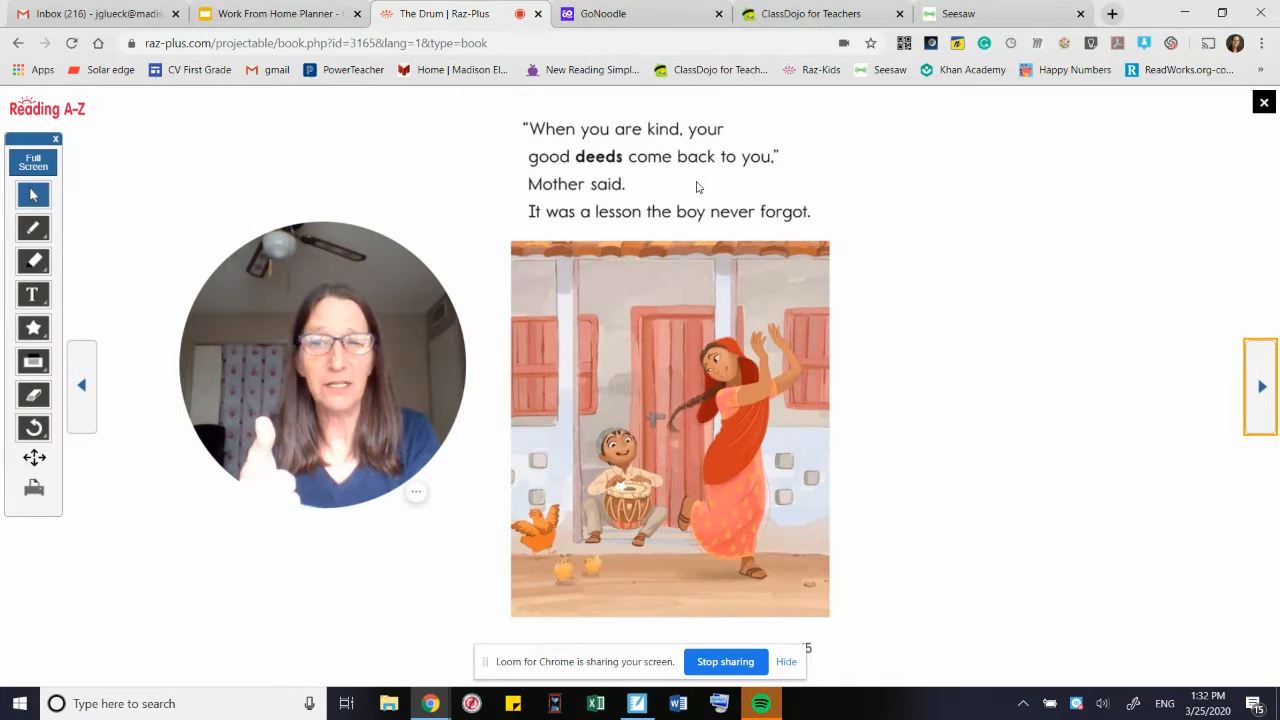 jglueck@madis
Work From Home Planner - C
The Drum | Raz-Plus
GoNoodle
ClassDojo for Teachers
Seesaw
raz-plus.com/projectable/book.php?id=3165&lang=1&type=book
Apps
Solar edge
CV First Grade
gmail
PowerTeacher
Home | Madison El...
New Reading Simpl...
ClassDojo for Teach...
Raz-Kids
Seesaw
Khan Academy
Happy Numbers
ReadWorks.org-co...
Reading A-Z
Full
Screen
T
“When you are kind, your
good deeds come back to you,”
Mother said.
It was a lesson the boy never forgot.
5
Loom for Chrome is sharing your screen.
Stop sharing
Hide
Type here to search
ENG
1:32 PM
3/25/2020
15